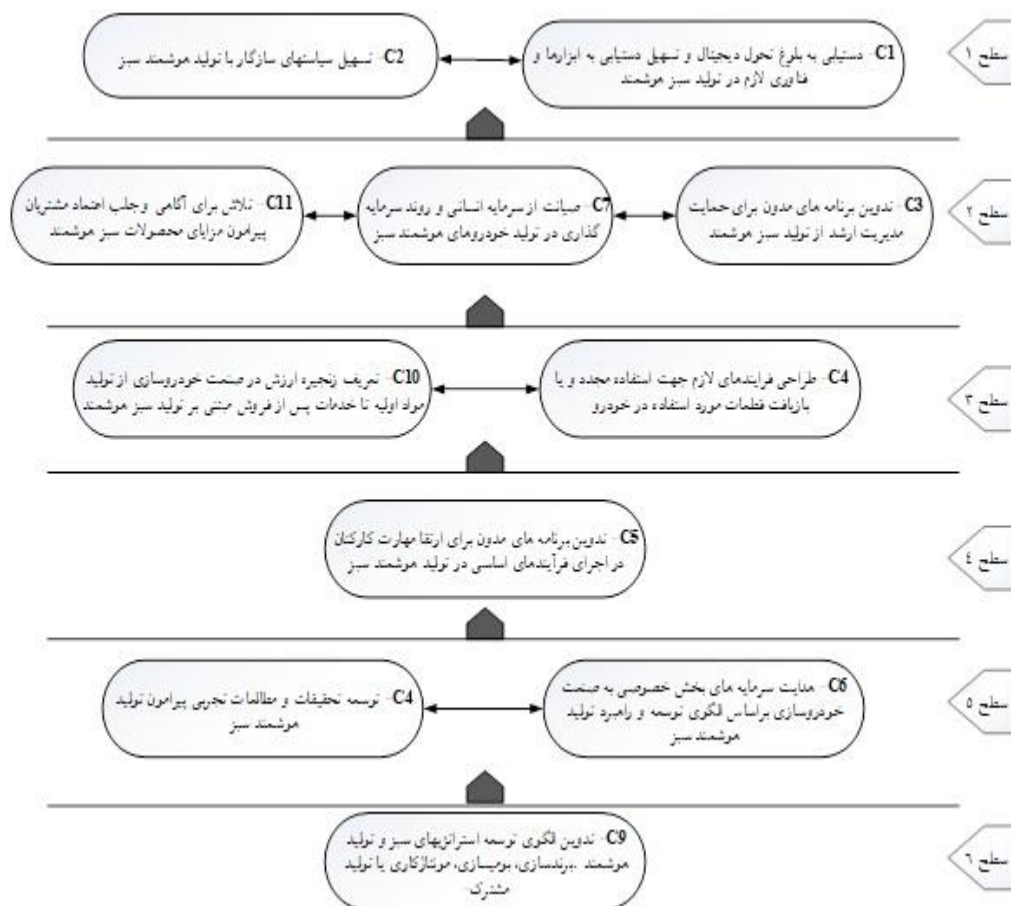 سطح ۱
C1- دستیابی به بلوغ تحول دیجیتال و تسهیل دستیابی به ابزارها و
فناوری لازم در تولید سبز هوشمند
C2- تسهیل سیاستهای سازگار با تولید هوشمند سبز
سطح ۲
C3- تدوین برنامه های مدون برای حمایت
مدیریت ارشد از تولید سبز هوشمند
C7- صیانت از سرمایه انسانی و روند سرمایه
گذاری در تولید خودروهای هوشمند سبز
C11- تلاش برای آگاهی وجلب اعتماد مشتریان
پیرامون مزایای محصولات سبز هوشمند
سطح ۳
C4- طراحی فرایندهای لازم جهت استفاده مجدد و یا
بازیافت قطعات مورد استفاده در خودرو
C10- تعریف زنجیره ارزش در صنعت خودروسازی از تولید
مواد اولیه تا خدمات پس از فروش مبتنی بر تولید سبز هوشمند
سطح ٤
C5- تدوین برنامه های مدون برای ارتقا مهارت کارکنان
در اجرای فرآیندهای اساسی در تولید هوشمند سبز
سطح ٥
C6- هدایت سرمایه های بخش خصوصی به صنعت
خودروسازی براساس الگوی توسعه و راهبرد تولید
هوشمند سبز
C4- توسعه تحقیقات و مطالعات تجربی پیرامون تولید
هوشمند سبز
سطح ٦
C9- تدوین الگوی توسعه استراتژیهای سبز و تولید
هوشمند ،برندسازی، بومیسازی، مونتاژکاری یا تولید
مشترک-